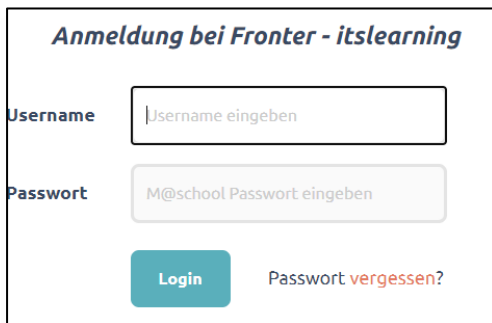 Anmeldung bei Fronter - itslearning
Username
Username eingeben
Passwort
M@school Passwort eingeben
Login Passwort vergessen?